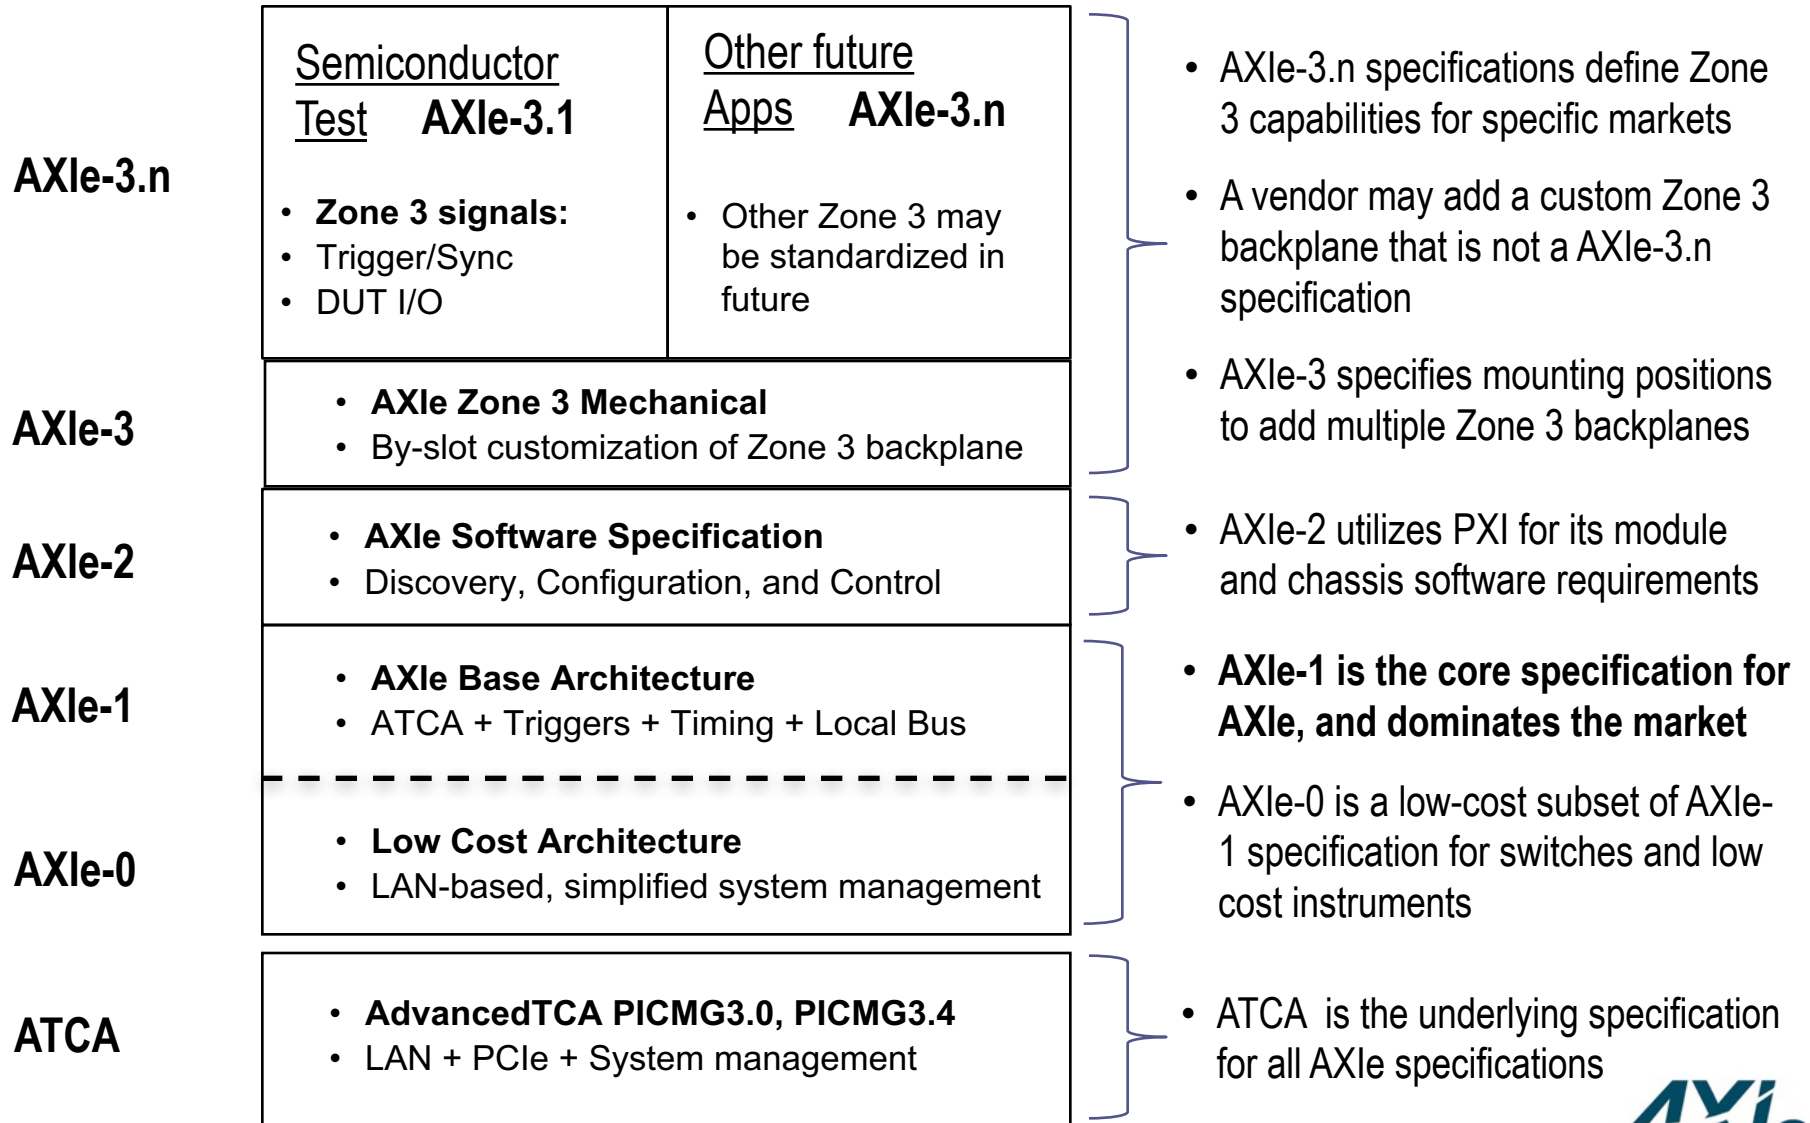 AXIe-3.n
Semiconductor
Test AXIe-3.1
• Zone 3 signals:
• Trigger/Sync
• DUT I/O
Other future
Apps AXIe-3.n
• Other Zone 3 may
be standardized in
future
AXIe-3
• AXIe Zone 3 Mechanical
• By-slot customization of Zone 3 backplane
• AXIe-3.n specifications define Zone
3 capabilities for specific markets
• A vendor may add a custom Zone 3
backplane that is not a AXIe-3.n
specification
• AXIe-3 specifies mounting positions
to add multiple Zone 3 backplanes
AXIe-2
• AXIe Software Specification
• Discovery, Configuration, and Control
• AXIe-2 utilizes PXI for its module
and chassis software requirements
AXIe-1
• AXIe Base Architecture
• ATCA + Triggers + Timing + Local Bus
• AXIe-1 is the core specification for
AXIe, and dominates the market
AXIe-0
• Low Cost Architecture
• LAN-based, simplified system management
• AXIe-0 is a low-cost subset of AXIe-
1 specification for switches and low
cost instruments
ATCA
• AdvancedTCA PICMG3.0, PICMG3.4
• LAN + PCIe + System management
• ATCA is the underlying specification
for all AXIe specifications
AXIe